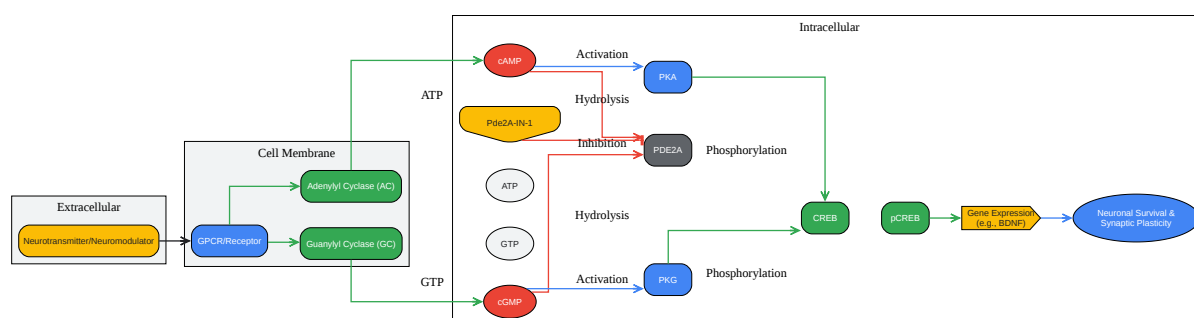 Intracellular
cAMP
Activation
PKA
ATP
Hydrolysis
Pde2A-IN-1
Inhibition
PDE2A
Phosphorylation
Cell Membrane
Adenylyl Cyclase (AC)
ATP
Extracellular
Neurotransmitter/Neuromodulator
GPCR/Receptor
Guanylyl Cyclase (GC)
GTP
Hydrolysis
CREB
pCREB
Gene Expression
(e.g., BDNF)
Neuronal Survival &
Synaptic Plasticity
GTP
cGMP
Activation
PKG
Phosphorylation